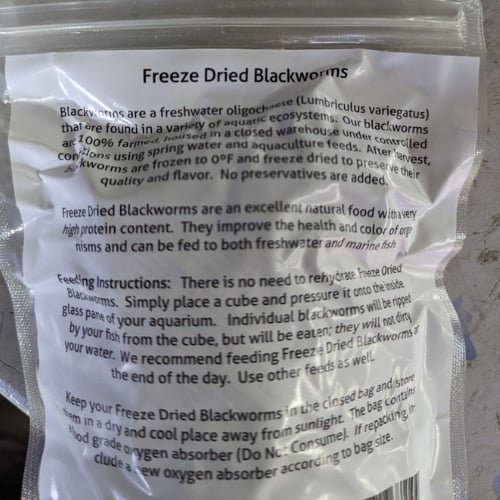 Freeze Dried Blackworms
Blackworms are a freshwater oligochaete (Lumbriculus variegatus)
that are found in a variety of aquatic ecosystems. Our blackworms
are 100% farmed, housed in a closed warehouse under controlled
conditions using spring water and aquaculture feeds. After harvest,
blackworms are frozen to 0ºF and freeze dried to preserve their
quality and flavor. No preservatives are added.
Freeze Dried Blackworms are an excellent natural food with a very
high protein content. They improve the health and color of orga-
nisms and can be fed to both freshwater and marine fish
Feeding Instructions: There is no need to rehydrate Freeze Dried
Blackworms. Simply place a cube and pressure it onto the inside
glass pane of your aquarium. Individual blackworms will be ripped
by your fish from the cube, but will be eaten; they will not dirty
your water. We recommend feeding Freeze Dried Blackworms at
the end of the day. Use other feeds as well.
Keep your Freeze Dried Blackworms in the closed bag and store
them in a dry and cool place away from sunlight. The bag contains
food grade oxygen absorber (Do Not Consume). If repacking, in-
clude a new oxygen absorber according to bag size.